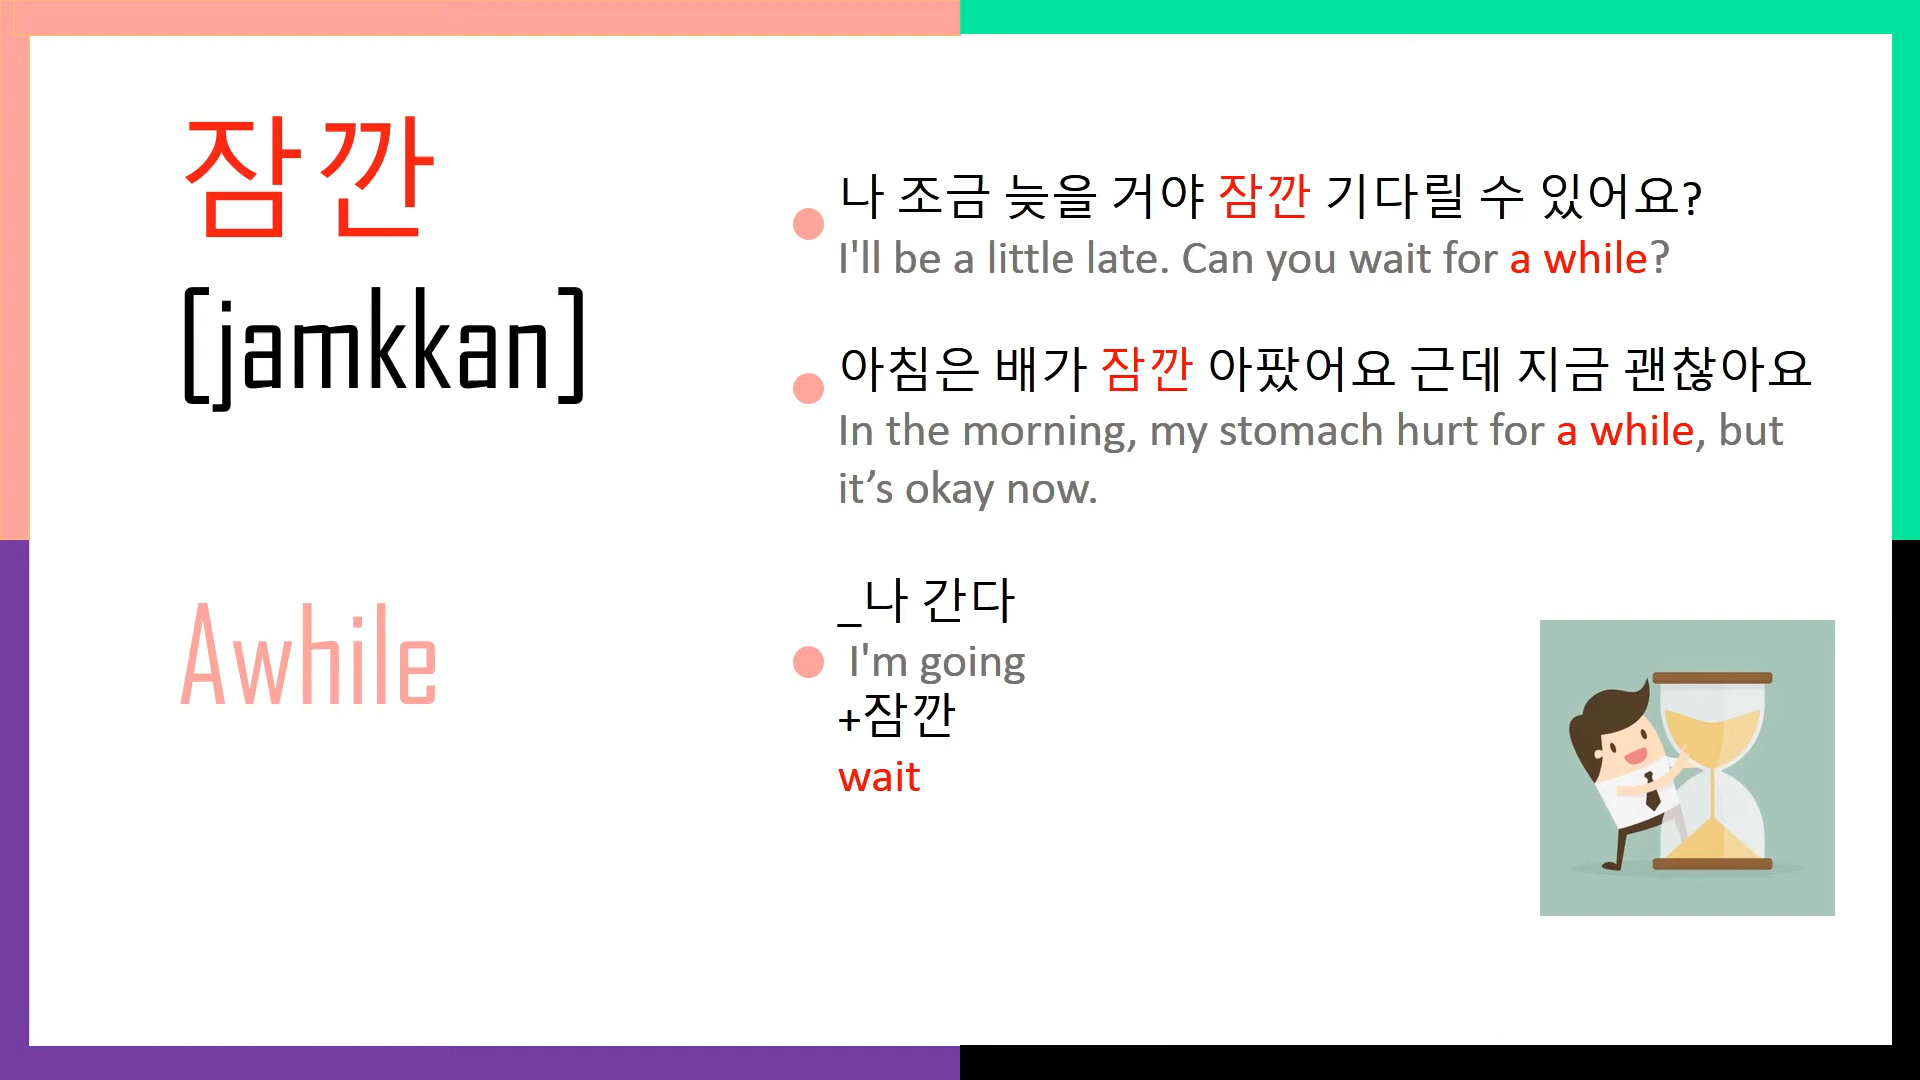 잠깐
[jamkkan]
Awhile
나 조금 늦을 거야 잠깐 기다릴 수 있어요?
I'll be a little late. Can you wait for a while?
아침은 배가 잠깐 아팠어요 근데 지금 괜찮아요
In the morning, my stomach hurt for a while, but
it’s okay now.
_나 간다
I'm going
+잠깐
wait